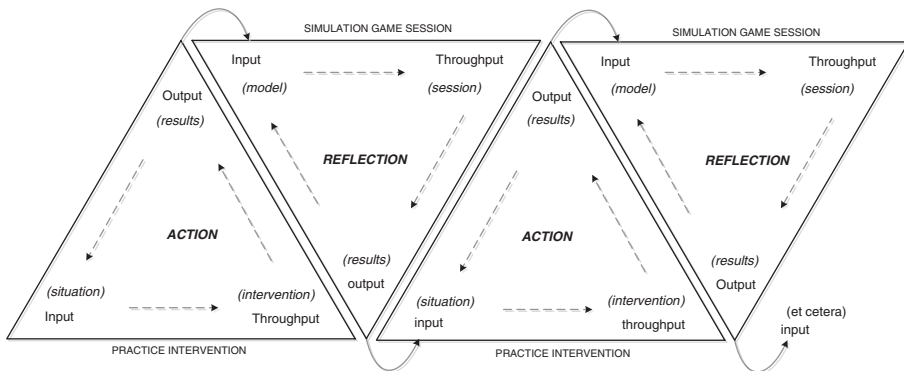 SIMULATION GAME SESSION
Input
Throughput
(model)
(session)
Output
(results)
REFLECTION
ACTION
(results)
output
(situation)
(intervention)
Input
Throughput
PRACTICE INTERVENTION
SIMULATION GAME SESSION
Input
Throughput
(model)
(session)
Output
(results)
REFLECTION
ACTION
(results)
Output
(situation)
(intervention)
input
throughput
PRACTICE INTERVENTION
(et cetera)
input